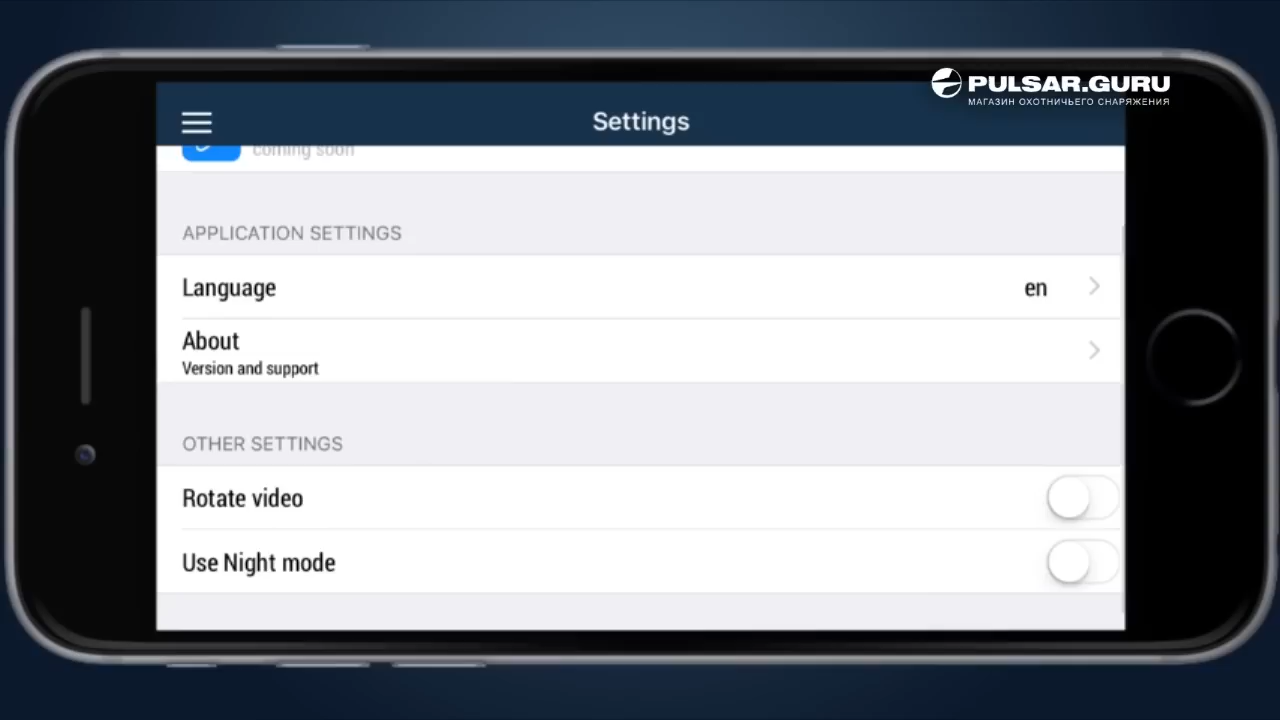 PULSAR.GURU
МАГАЗИН ОХОТНИЧЬЕГО СНАРЯЖЕНИЯ
Settings
coming soon
APPLICATION SETTINGS
Language en
About
Version and support
OTHER SETTINGS
Rotate video
Use Night mode